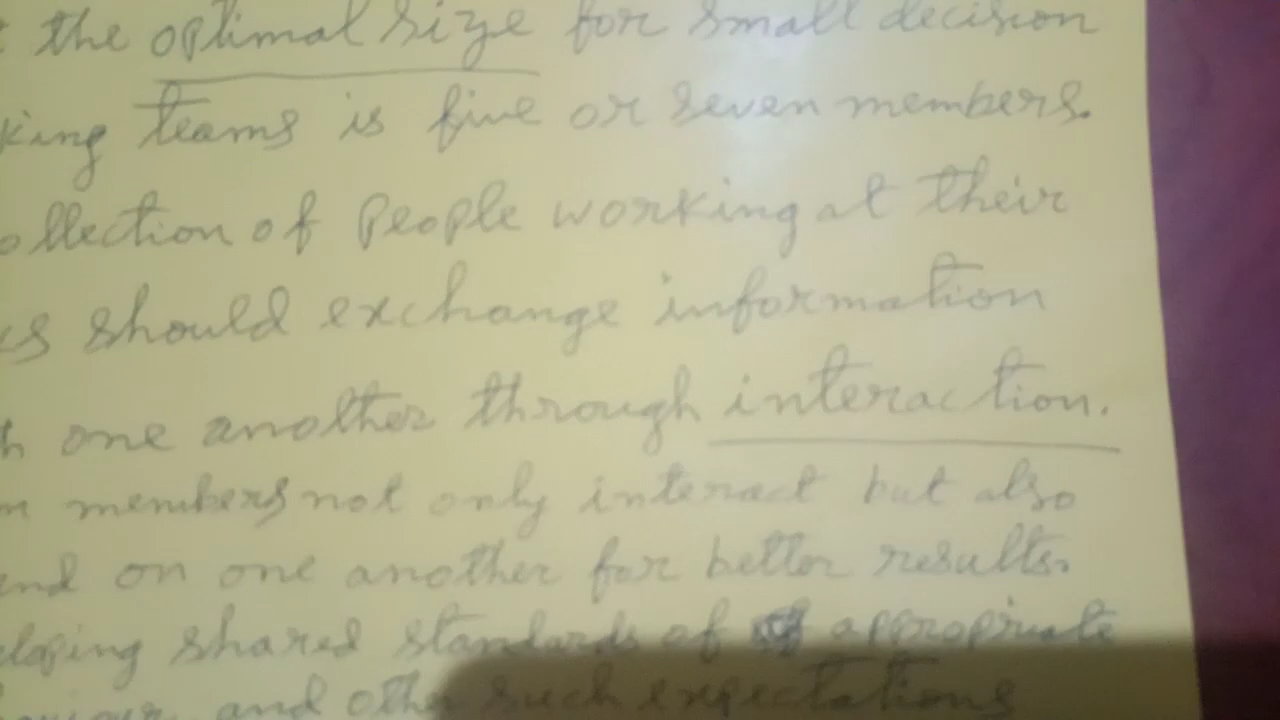 the optimal size for small decision
king teams is five or seven members.
ollection of People working at their
ks should exchange information
h one another through interaction.
m members not only interact but also
end on one another for better results.
eloping shared standards of appropriate
and other such expectations